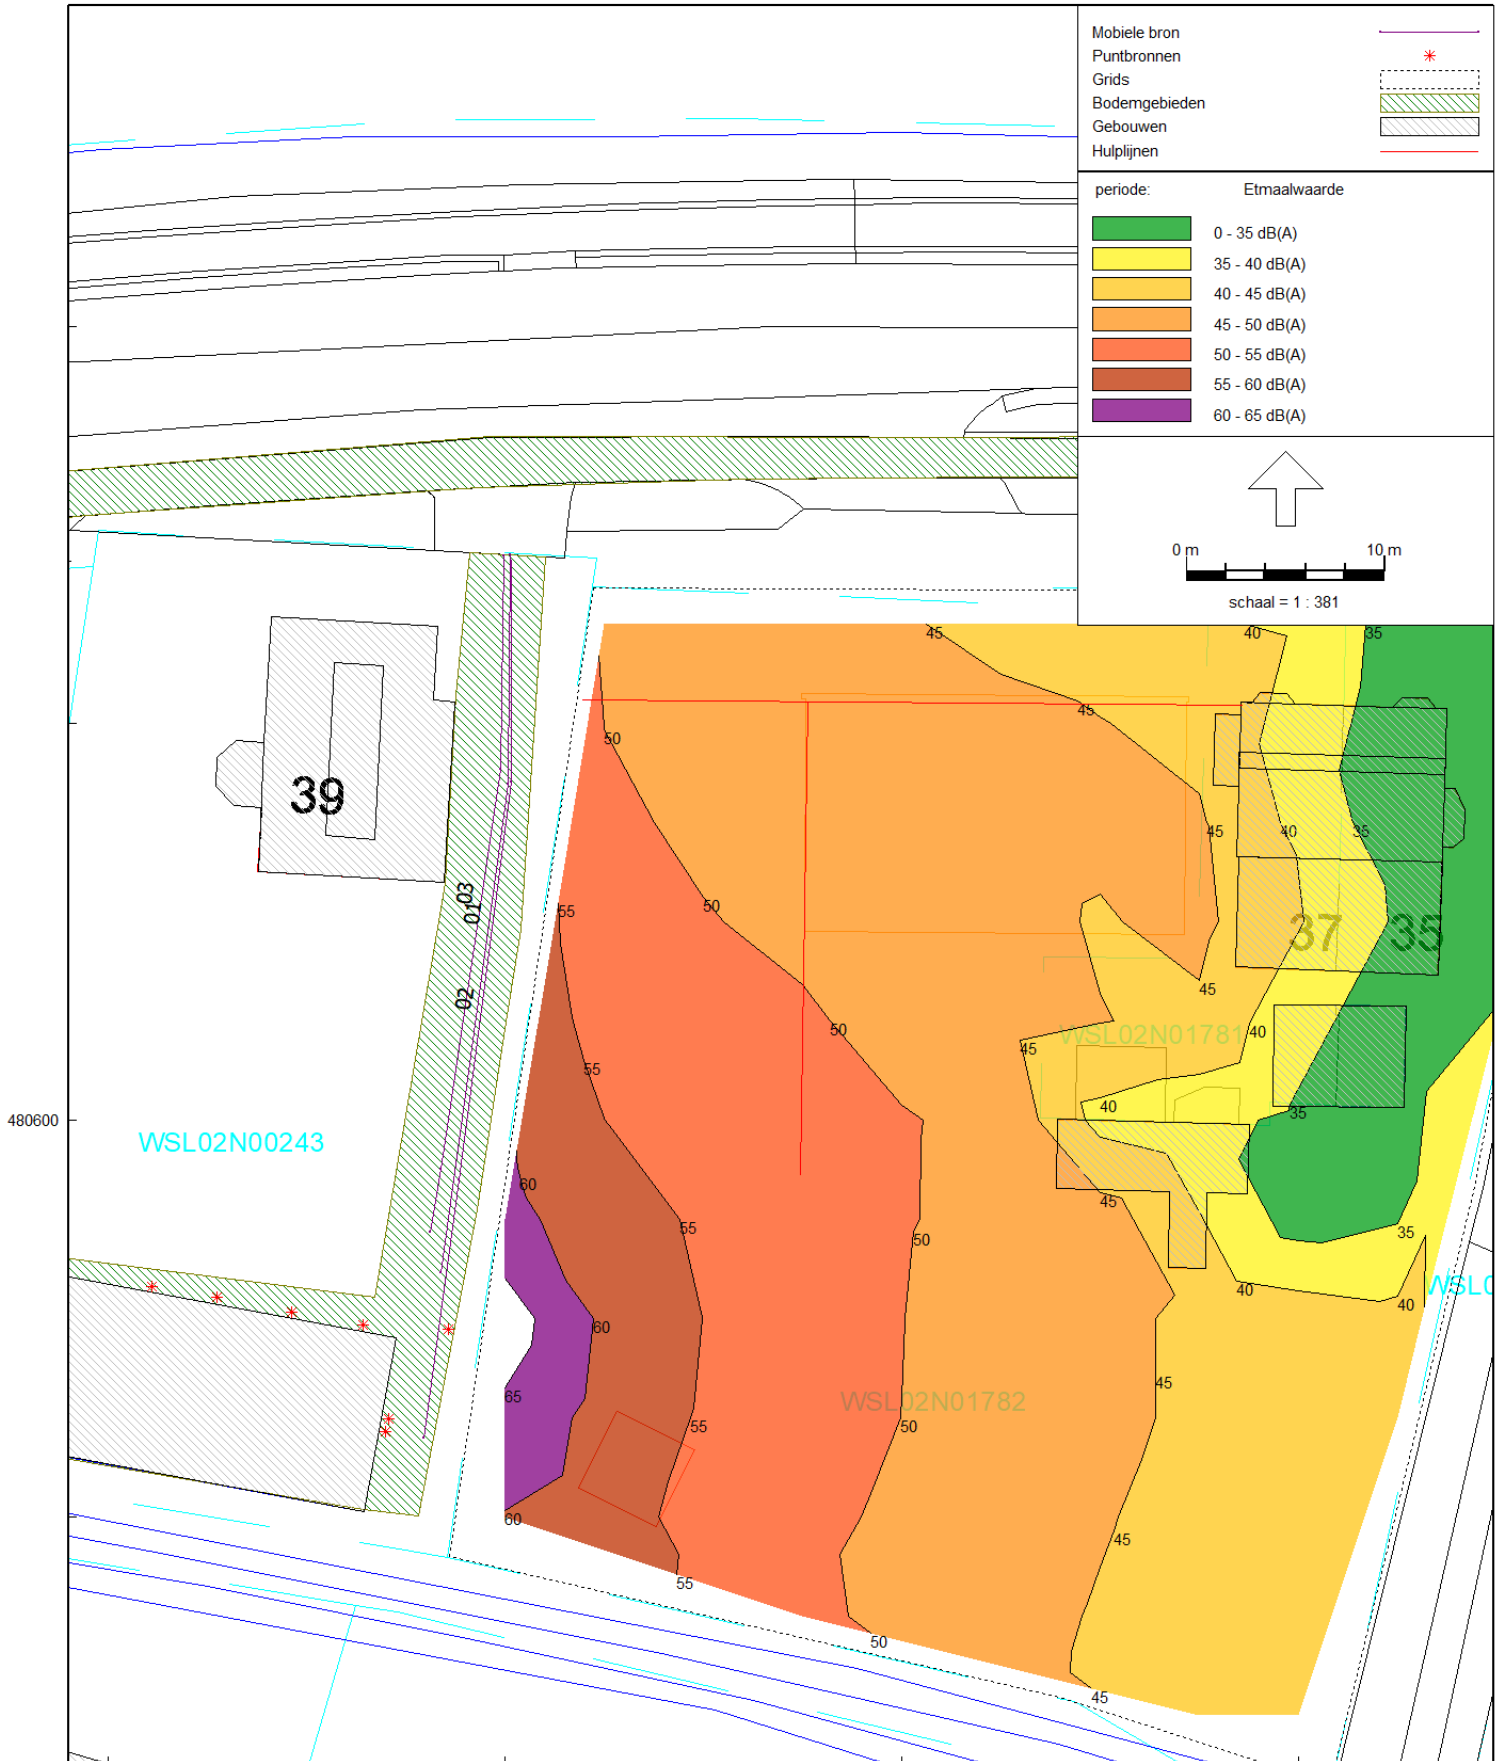 Mobiele bron
Puntbronnen
Grids
Bodemgebieden
Gebouwen
Hulplijnen
periode: Etmaalwaarde
0 - 35 dB(A)
35 - 40 dB(A)
40 - 45 dB(A)
45 - 50 dB(A)
50 - 55 dB(A)
55 - 60 dB(A)
60 - 65 dB(A)
0 m 10 m
schaal = 1 : 381
45 40 35
45
50
39
45 40 35
03
01
50
55
37 35
02
45
50
WSL02N01781
40
45
55
40
35
480600
WSL02N00243
60
45
55
35
50
WSL0
40
40
60
45
65
WSL02N01782
55
50
60
45
55
50
45